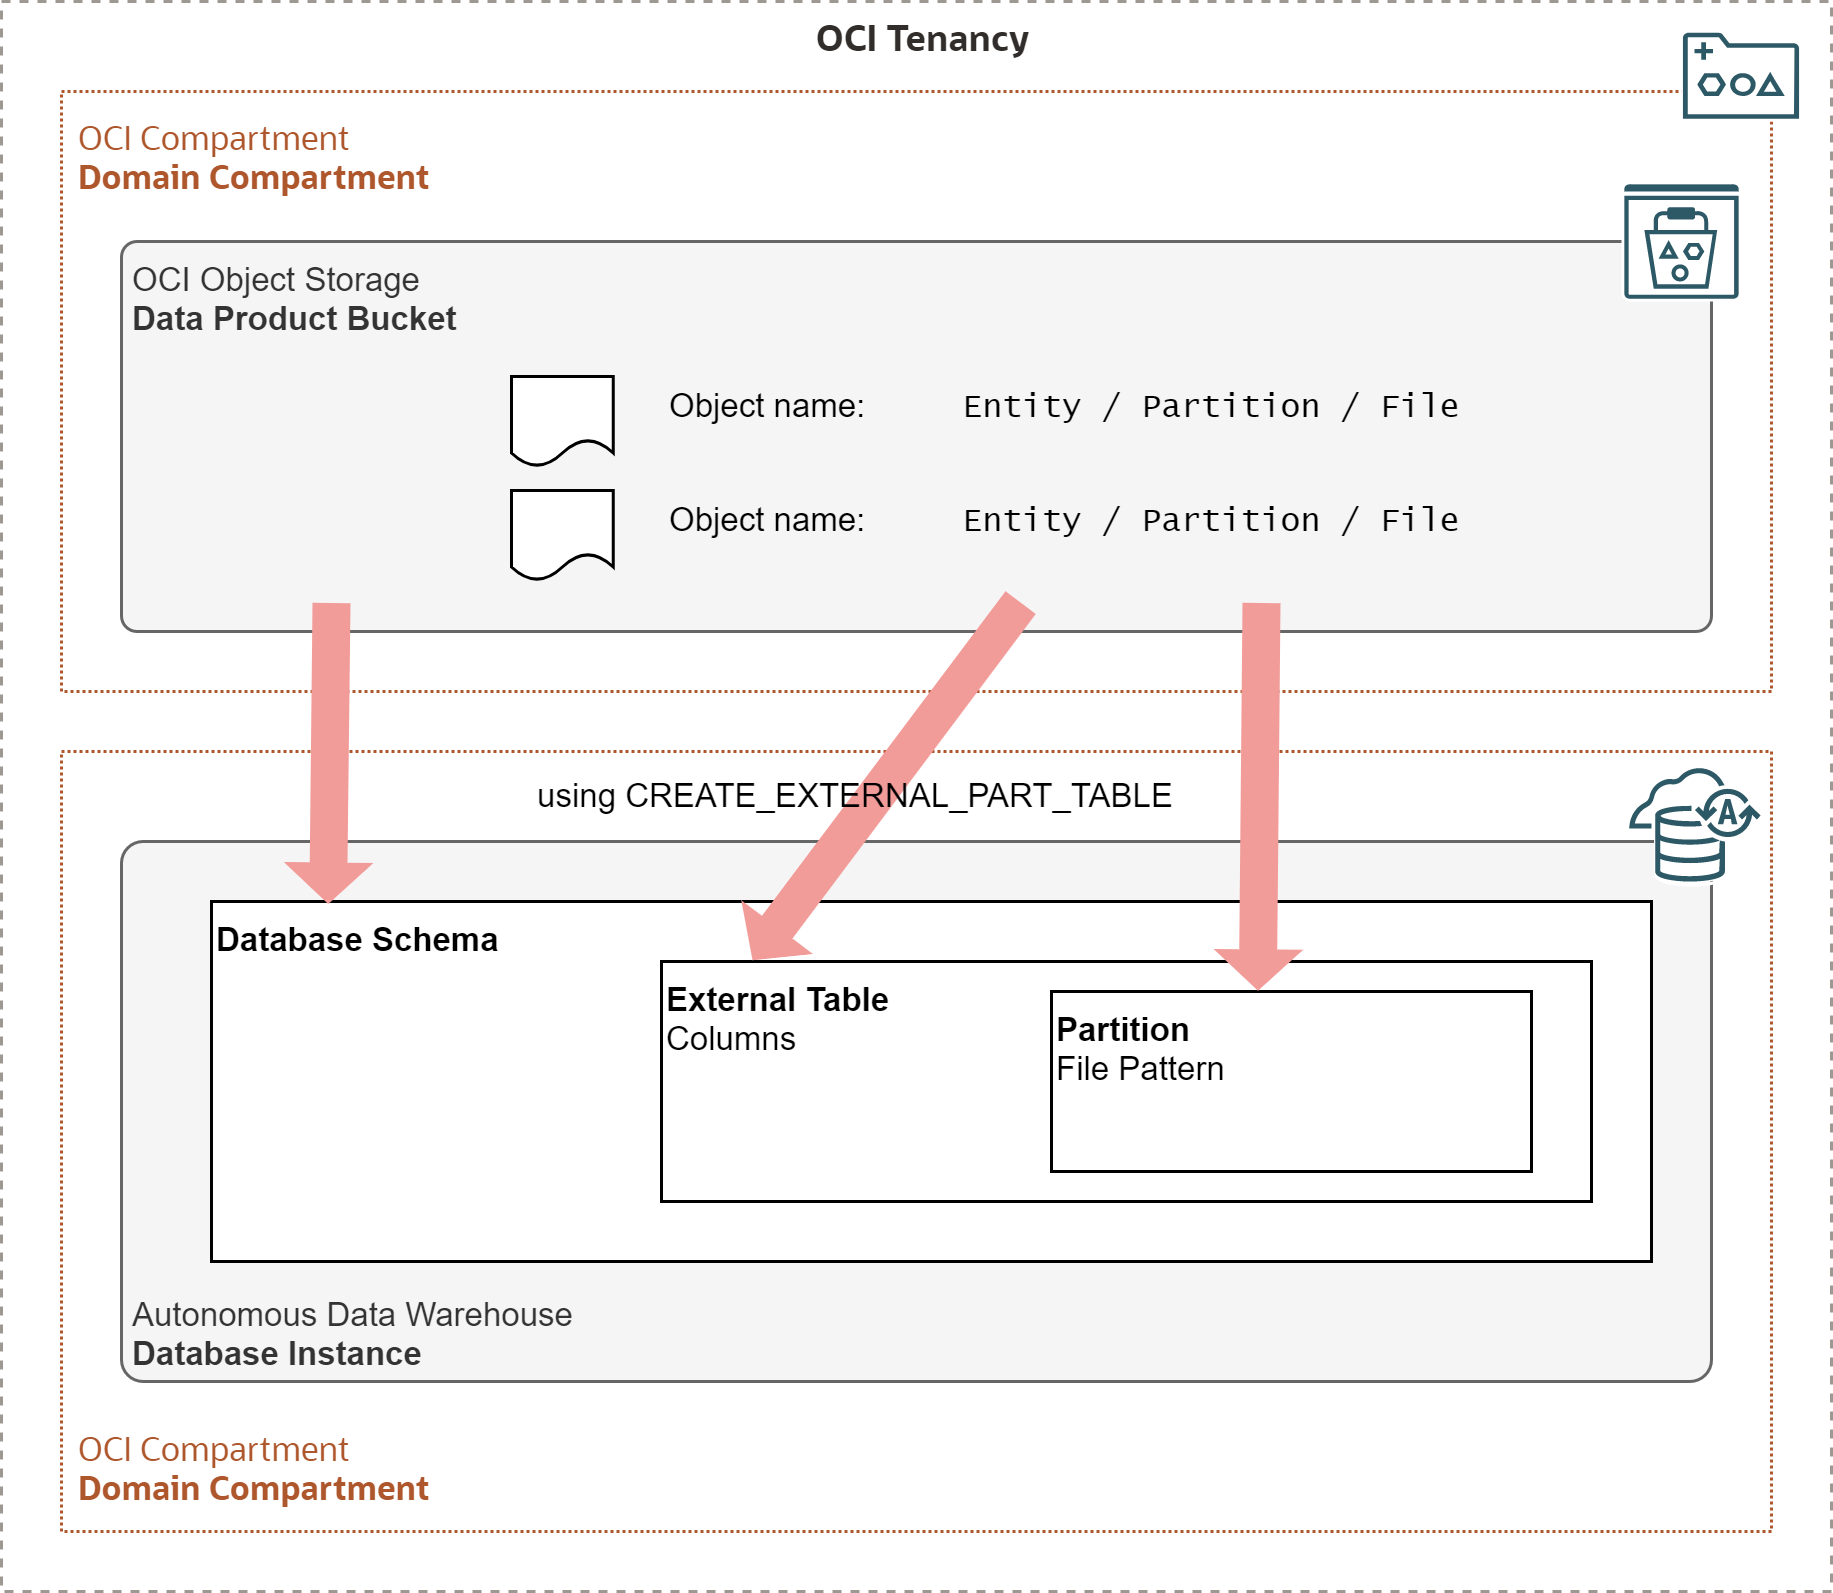 OCI Tenancy
OCI Compartment
Domain Compartment
OCI Object Storage
Data Product Bucket
Object name: Entity / Partition / File
Object name: Entity / Partition / File
using CREATE_EXTERNAL_PART_TABLE
A
Database Schema
External Table
Columns
Partition
File Pattern
Autonomous Data Warehouse
Database Instance
OCI Compartment
Domain Compartment